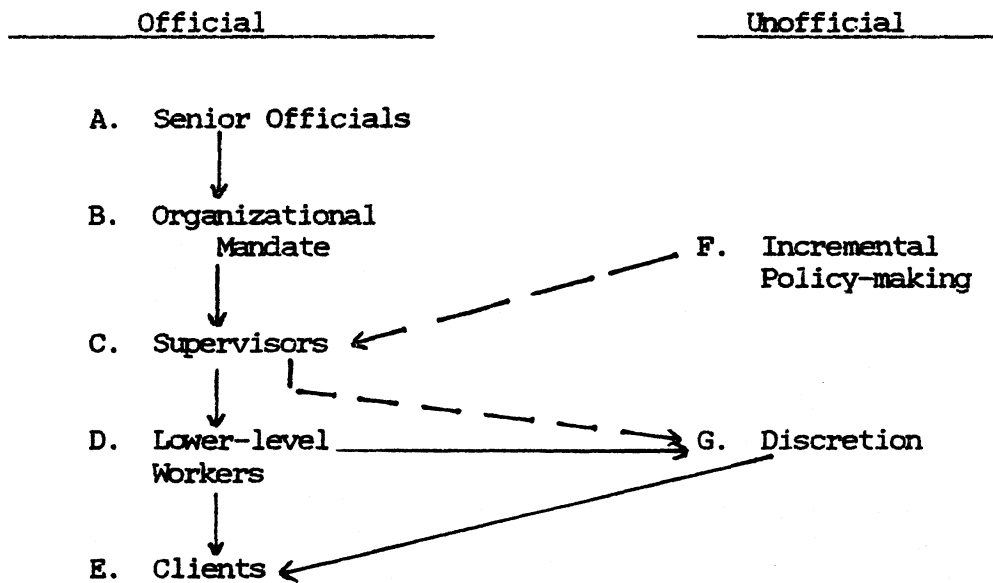 Official Unofficial
A. Senior Officials
B. Organizational
Mandate
F. Incremental
Policy-making
C. Supervisors
D. Lower-level
Workers
G. Discretion
E. Clients